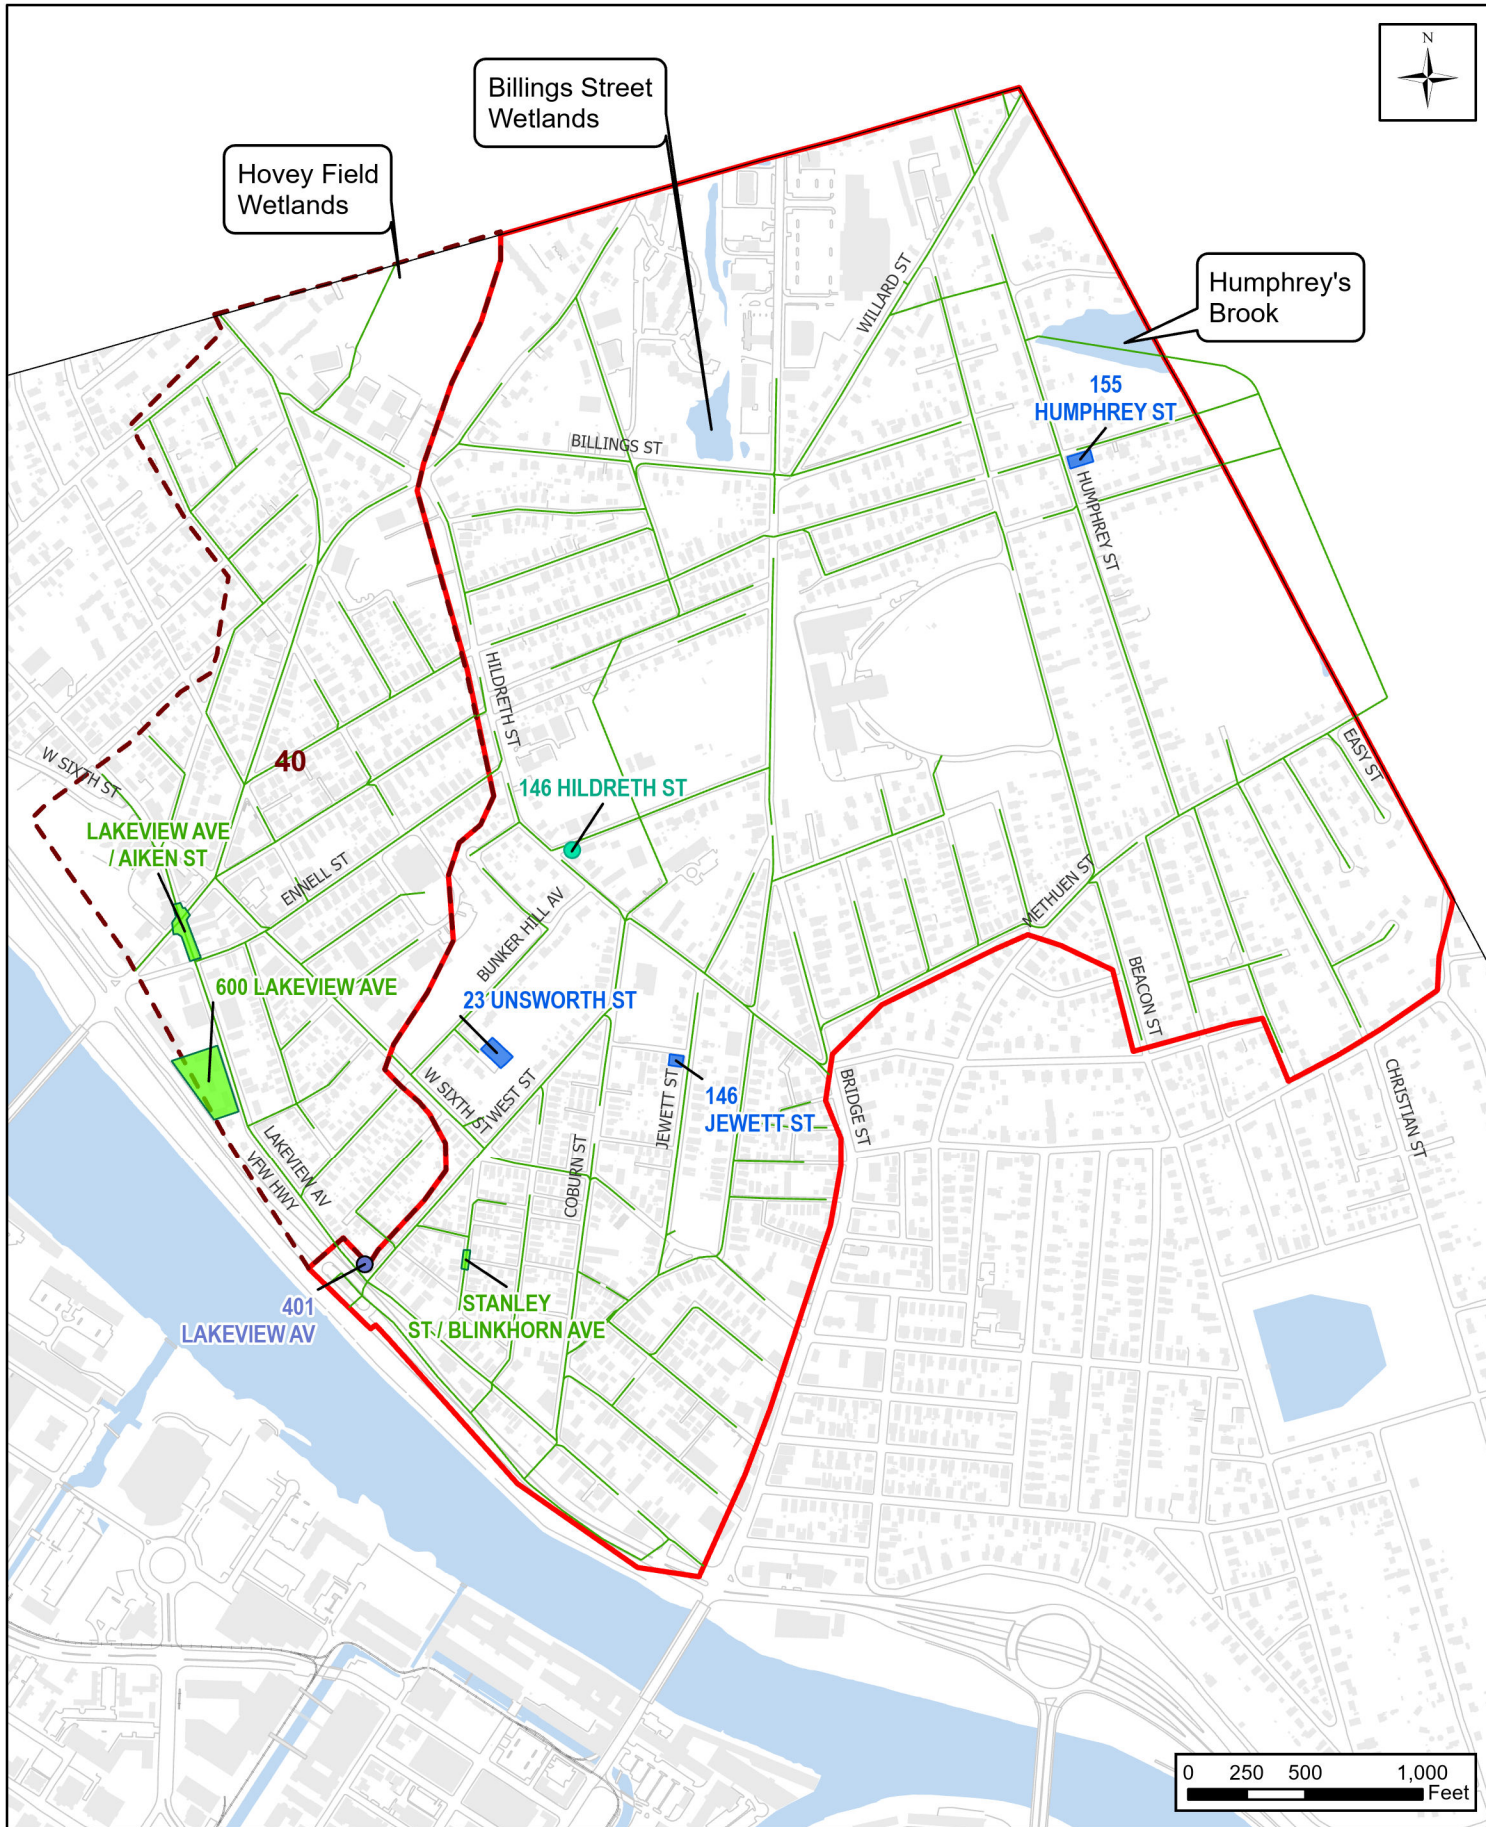 N
Billings Street
Wetlands
Hovey Field
Wetlands
Humphrey's
Brook
WILLARD ST
155
HUMPHREY ST
BILLINGS ST
HUMPHREY ST
HILDRETH ST
EASY ST
W SIXTH ST
40
146 HILDRETH ST
LAKEVIEW AVE
/ AIKEN ST
ENNELL ST
METHUEN ST
BUNKER HILL AV
BEACON ST
600 LAKEVIEW AVE
23 UNSWORTH ST
W SIXTH ST
WEST ST
JEWETT ST
146
JEWETT ST
BRIDGE ST
CHRISTIAN ST
COBURN ST
LAKEVIEW AV
VFW HWY
401
LAKEVIEW AV
STANLEY
ST / BLINKHORN AVE
0 250 500 1,000
Feet